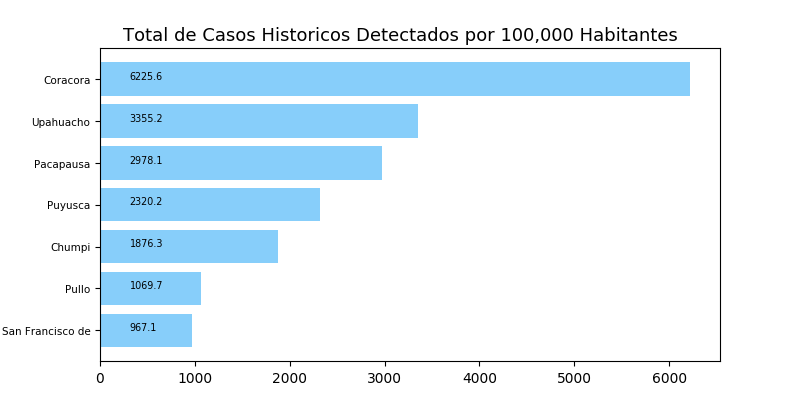 Total de Casos Historicos Detectados por 100,000 Habitantes
Coracora 6225.6
Upahuacho 3355.2
Pacapausa 2978.1
Puyusca 2320.2
Chumpi 1876.3
Pullo 1069.7
San Francisco de 967.1
0 1000 2000 3000 4000 5000 6000